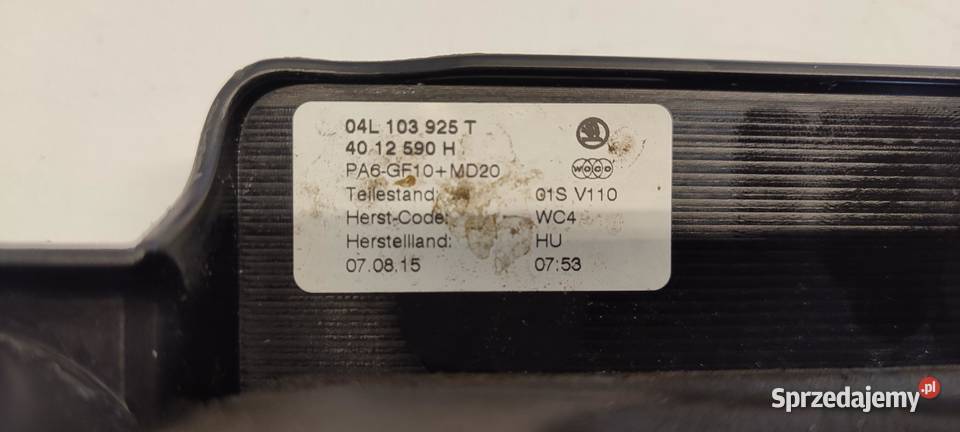 04L 103 925 T
40 12 590 H
WOCO
PA6-GF10+MD20
Teilestand: 01S V110
Herst-Code: WC4
Herstellland: HU
07.08.15 07:53
Sprzedajemy.pl